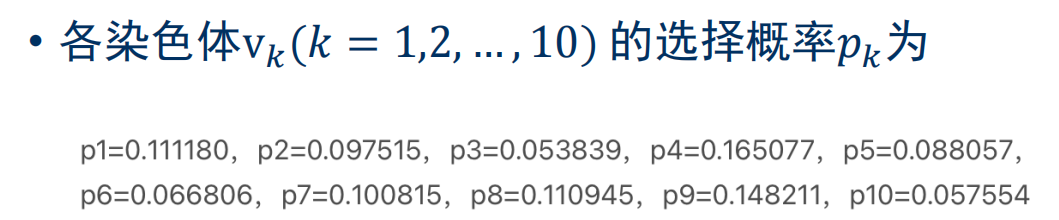 • 各染色体vₖ(k = 1,2, … , 10) 的选择概率pₖ为
p1=0.111180，p2=0.097515，p3=0.053839，p4=0.165077，p5=0.088057，
p6=0.066806，p7=0.100815，p8=0.110945，p9=0.148211，p10=0.057554